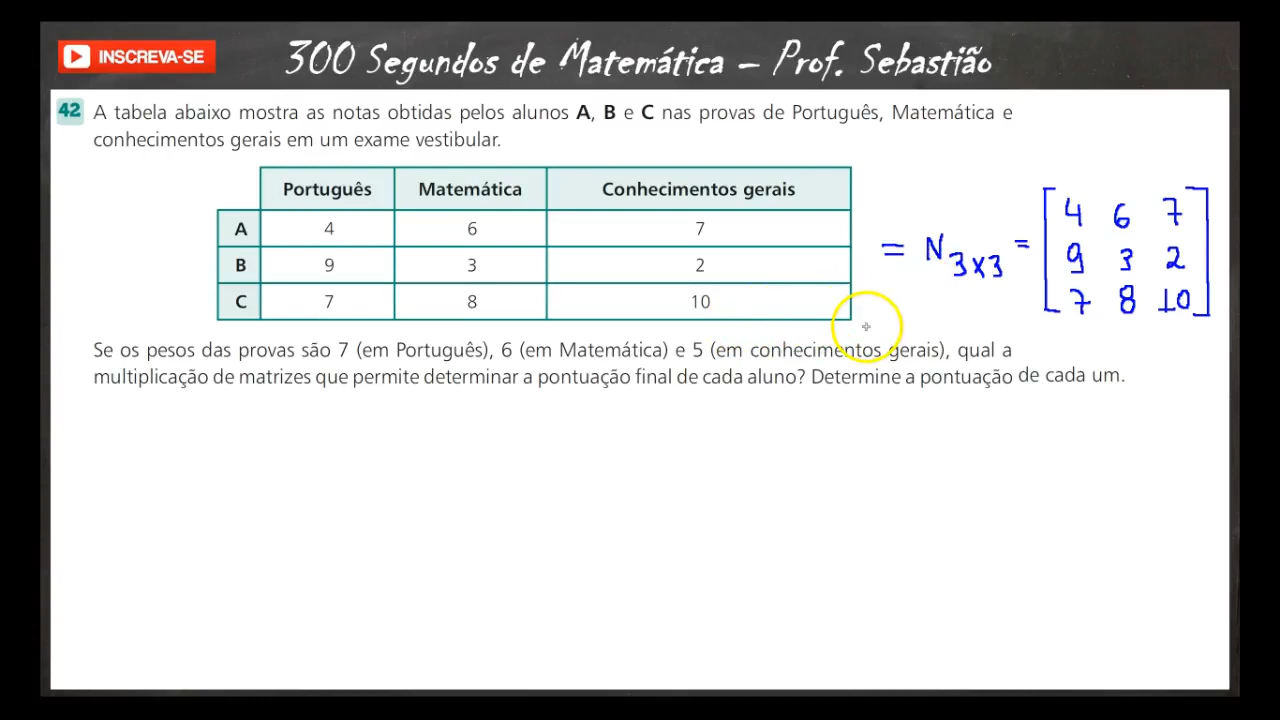 INSCREVA-SE
300 Segundos de Matemática – Prof. Sebastião
42 A tabela abaixo mostra as notas obtidas pelos alunos A, B e C nas provas de Português, Matemática e
conhecimentos gerais em um exame vestibular.
Português Matemática Conhecimentos gerais
A 4 6 7
B 9 3 2
C 7 8 10
= N 3x3 = [4 6 7
9 3 2
7 8 10]
Se os pesos das provas são 7 (em Português), 6 (em Matemática) e 5 (em conhecimentos gerais), qual a
multiplicação de matrizes que permite determinar a pontuação final de cada aluno? Determine a pontuação de cada um.